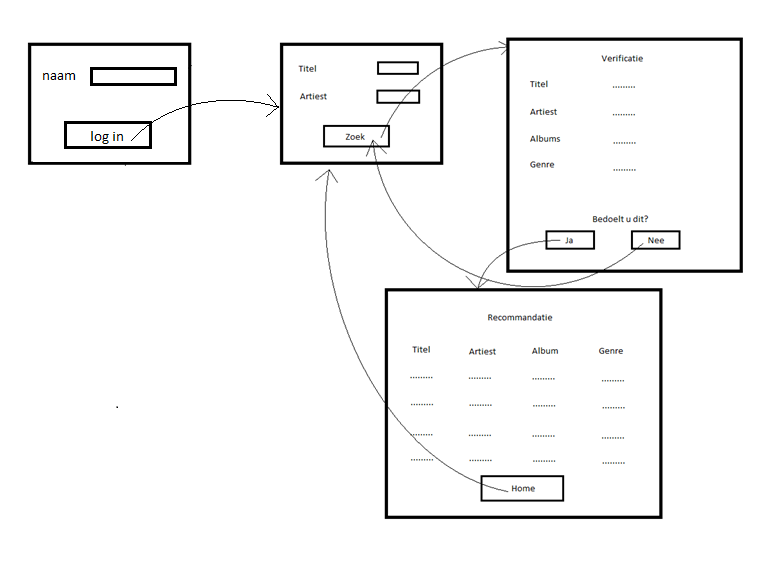 naam
log in
Titel
Artiest
Zoek
Verificatie
Titel .........
Artiest .........
Albums .........
Genre .........
Bedoelt u dit?
Ja Nee
Recommandatie
Titel Artiest Album Genre
......... ......... ......... .........
......... ......... ......... .........
......... ......... ......... .........
......... ......... ......... .........
Home